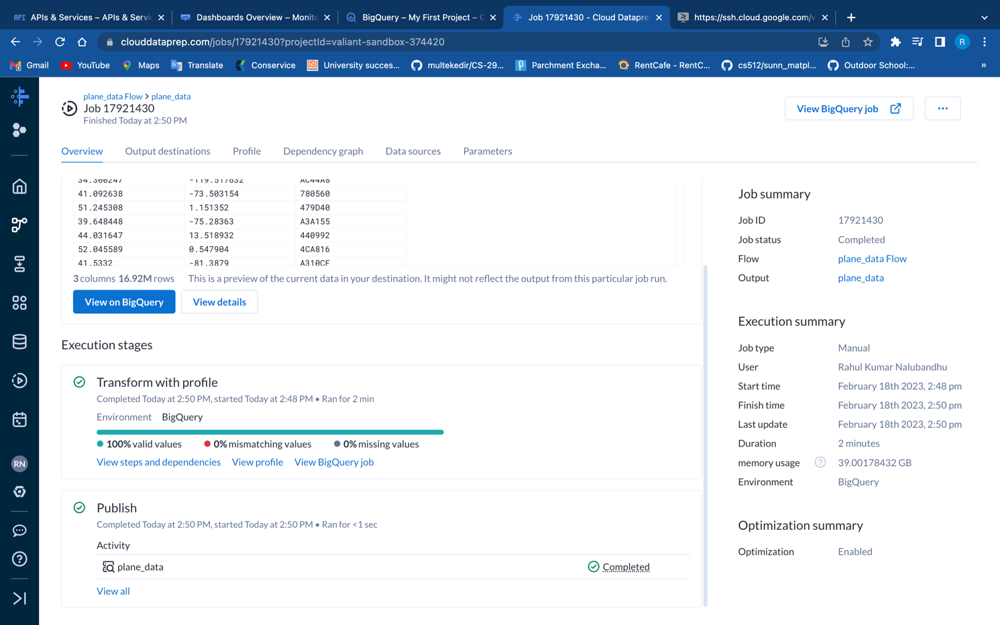 API APIs & Services – APIs & Servi
Dashboards Overview – Monito
BigQuery – My First Project –
Job 17921430 - Cloud Datapre
https://ssh.cloud.google.com/v
clouddataprep.com/jobs/17921430?projectId=valiant-sandbox-374420
R
Gmail
YouTube
Maps
Translate
Conservice
OSU
University succes...
multekedir/CS-29...
Parchment Excha...
RentCafe - RentC...
cs512/sunn_matpl...
Outdoor School:...
»
plane_data Flow > plane_data
Job 17921430
Finished Today at 2:50 PM
View BigQuery job
...
Overview
Output destinations
Profile
Dependency graph
Data sources
Parameters
34.300247 -119.517632 AC44A8
41.092638 -73.503154 780560
51.245308 1.151352 479D40
39.648448 -75.28363 A3A155
44.031647 13.518932 440992
52.045589 0.547904 4CA816
41.5332 -81.3879 A310CF
3 columns 16.92M rows This is a preview of the current data in your destination. It might not reflect the output from this particular job run.
View on BigQuery
View details
Execution stages
Transform with profile
Completed Today at 2:50 PM, started Today at 2:48 PM • Ran for 2 min
Environment BigQuery
100% valid values 0% mismatching values 0% missing values
View steps and dependencies View profile View BigQuery job
Publish
Completed Today at 2:50 PM, started Today at 2:50 PM • Ran for <1 sec
Activity
plane_data Completed
View all
Job summary
Job ID 17921430
Job status Completed
Flow plane_data Flow
Output plane_data
Execution summary
Job type Manual
User Rahul Kumar Nalubandhu
Start time February 18th 2023, 2:48 pm
Finish time February 18th 2023, 2:50 pm
Last update February 18th 2023, 2:50 pm
Duration 2 minutes
memory usage ? 39.00178432 GB
Environment BigQuery
Optimization summary
Optimization Enabled
RN